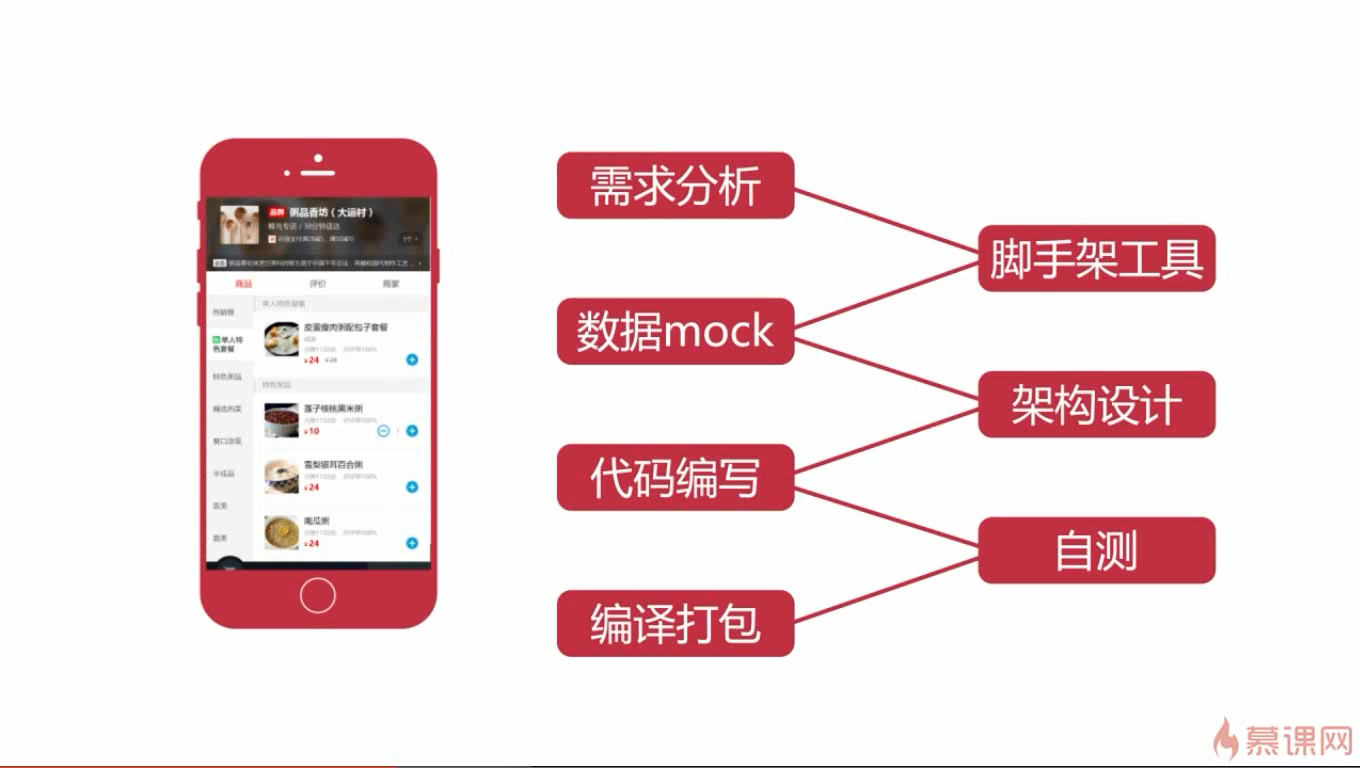 品牌 粥品香坊（大运村）
蜂鸟专送 / 38分钟送达
商品 评价 商家
热销榜
单人特色套餐
单人特
色套餐
皮蛋瘦肉粥配包子套餐
¥24 ¥28
特色粥品
特色粥品
莲子核桃黑米粥
¥10
精选热菜
爽口凉菜
雪梨银耳百合粥
¥24
半成品
南瓜粥
¥24
需求分析
脚手架工具
数据mock
架构设计
代码编写
自测
编译打包
慕课网